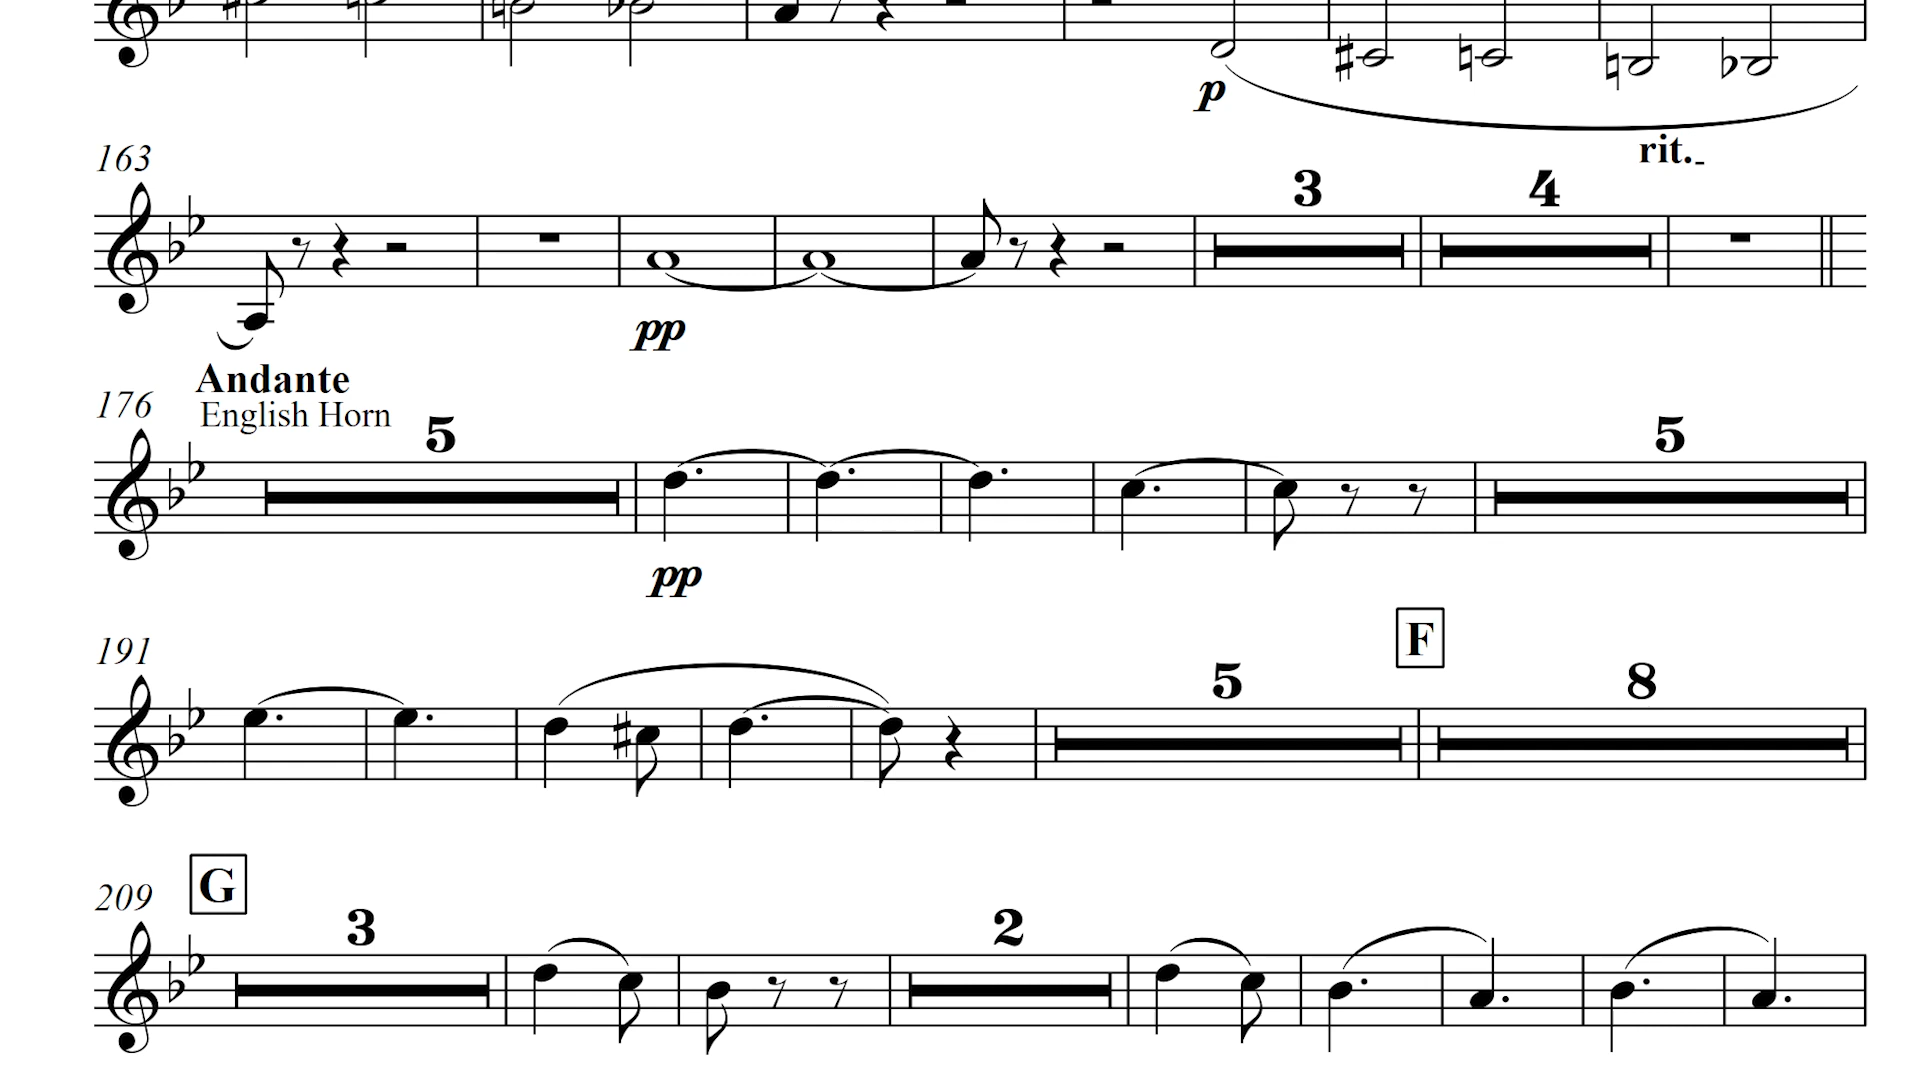 p
rit.
163
3 4
pp
Andante
176
English Horn
5 5
pp
191
F
5 8
209
G
3 2